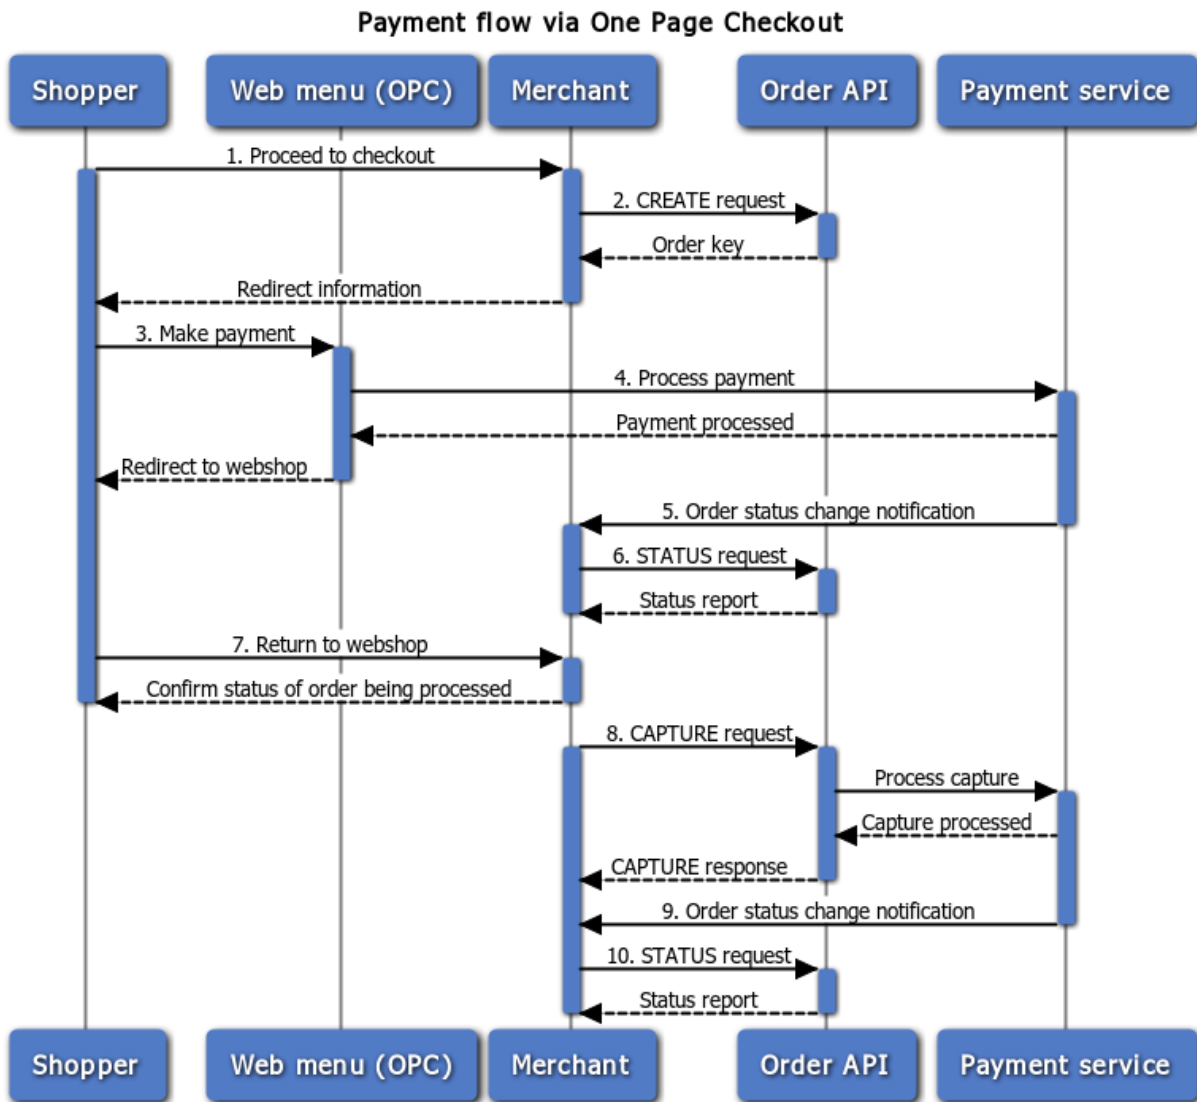 Payment flow via One Page Checkout
Shopper
Web menu (OPC)
Merchant
Order API
Payment service
1. Proceed to checkout
2. CREATE request
Order key
Redirect information
3. Make payment
4. Process payment
Payment processed
Redirect to webshop
5. Order status change notification
6. STATUS request
Status report
7. Return to webshop
Confirm status of order being processed
8. CAPTURE request
Process capture
Capture processed
CAPTURE response
9. Order status change notification
10. STATUS request
Status report
Shopper
Web menu (OPC)
Merchant
Order API
Payment service